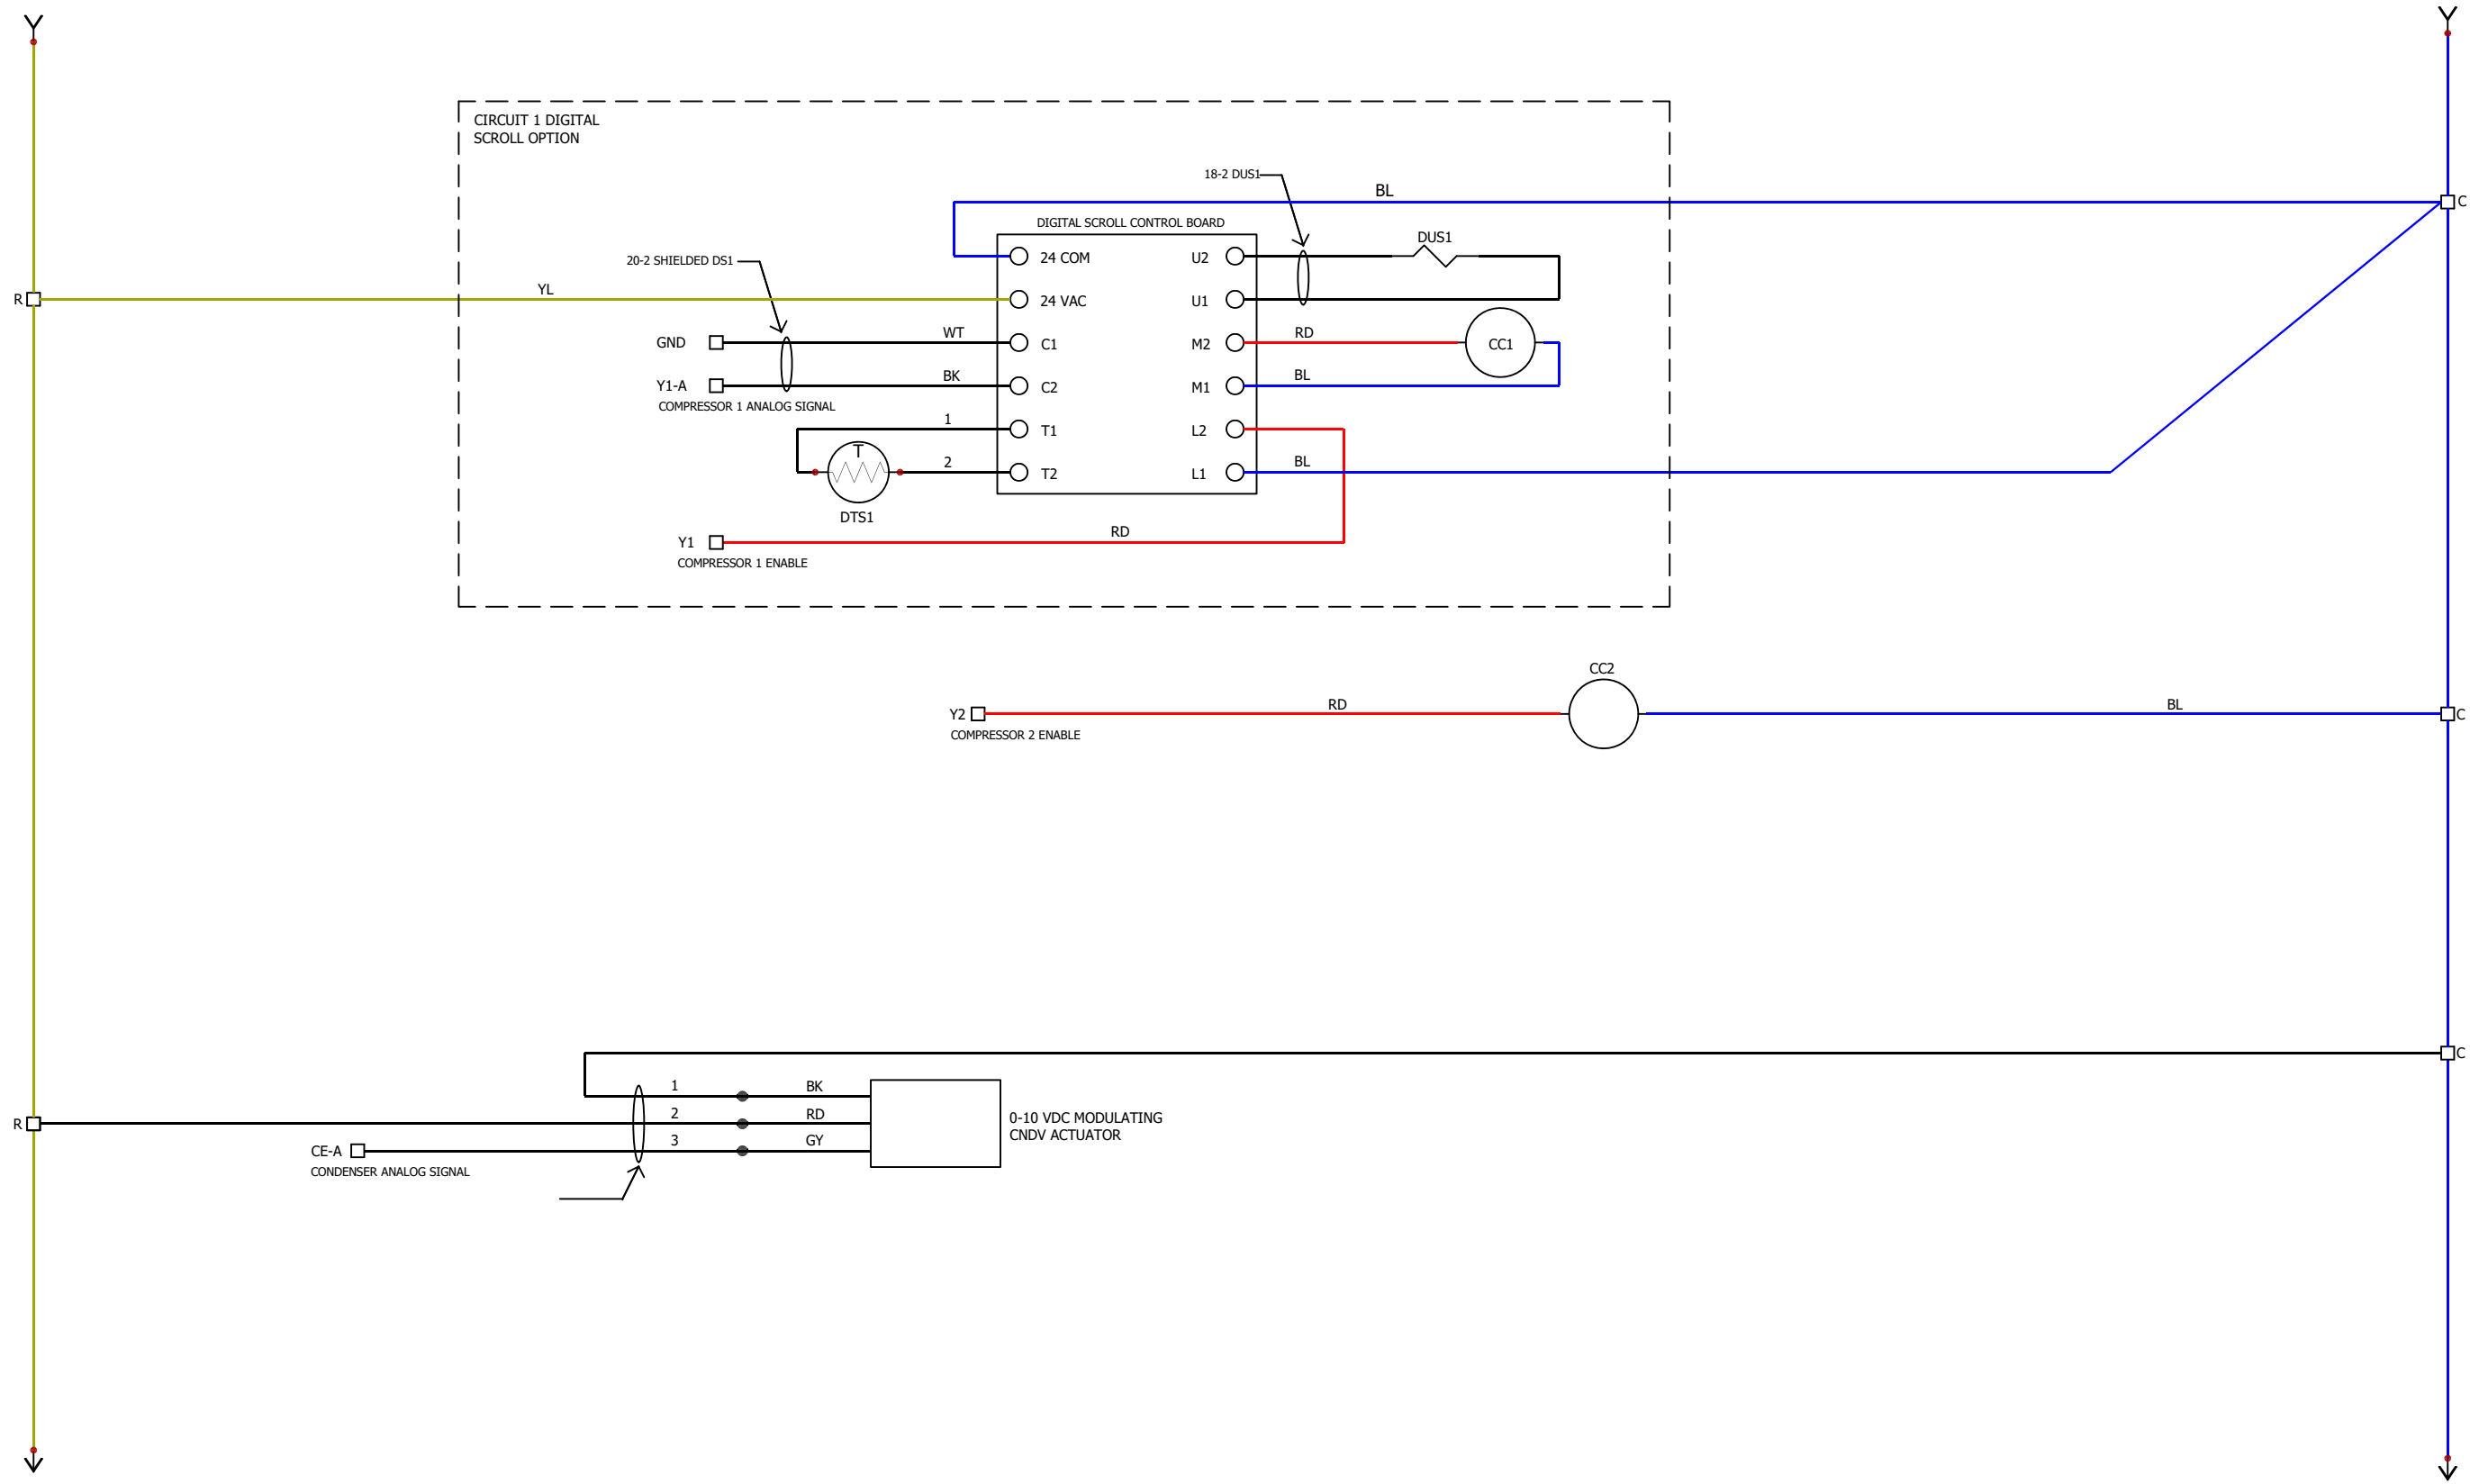 CIRCUIT 1 DIGITAL
SCROLL OPTION
18-2 DUS1
BL
C
DIGITAL SCROLL CONTROL BOARD
20-2 SHIELDED DS1
24 COM
U2
DUS1
R
YL
24 VAC
U1
GND
WT
C1
M2
RD
CC1
Y1-A
BK
C2
M1
BL
COMPRESSOR 1 ANALOG SIGNAL
1
T1
L2
T
2
T2
L1
BL
DTS1
Y1
RD
COMPRESSOR 1 ENABLE
CC2
Y2
RD
BL
C
COMPRESSOR 2 ENABLE
C
1
BK
R
2
RD
0-10 VDC MODULATING
CNDV ACTUATOR
CE-A
3
GY
CONDENSER ANALOG SIGNAL